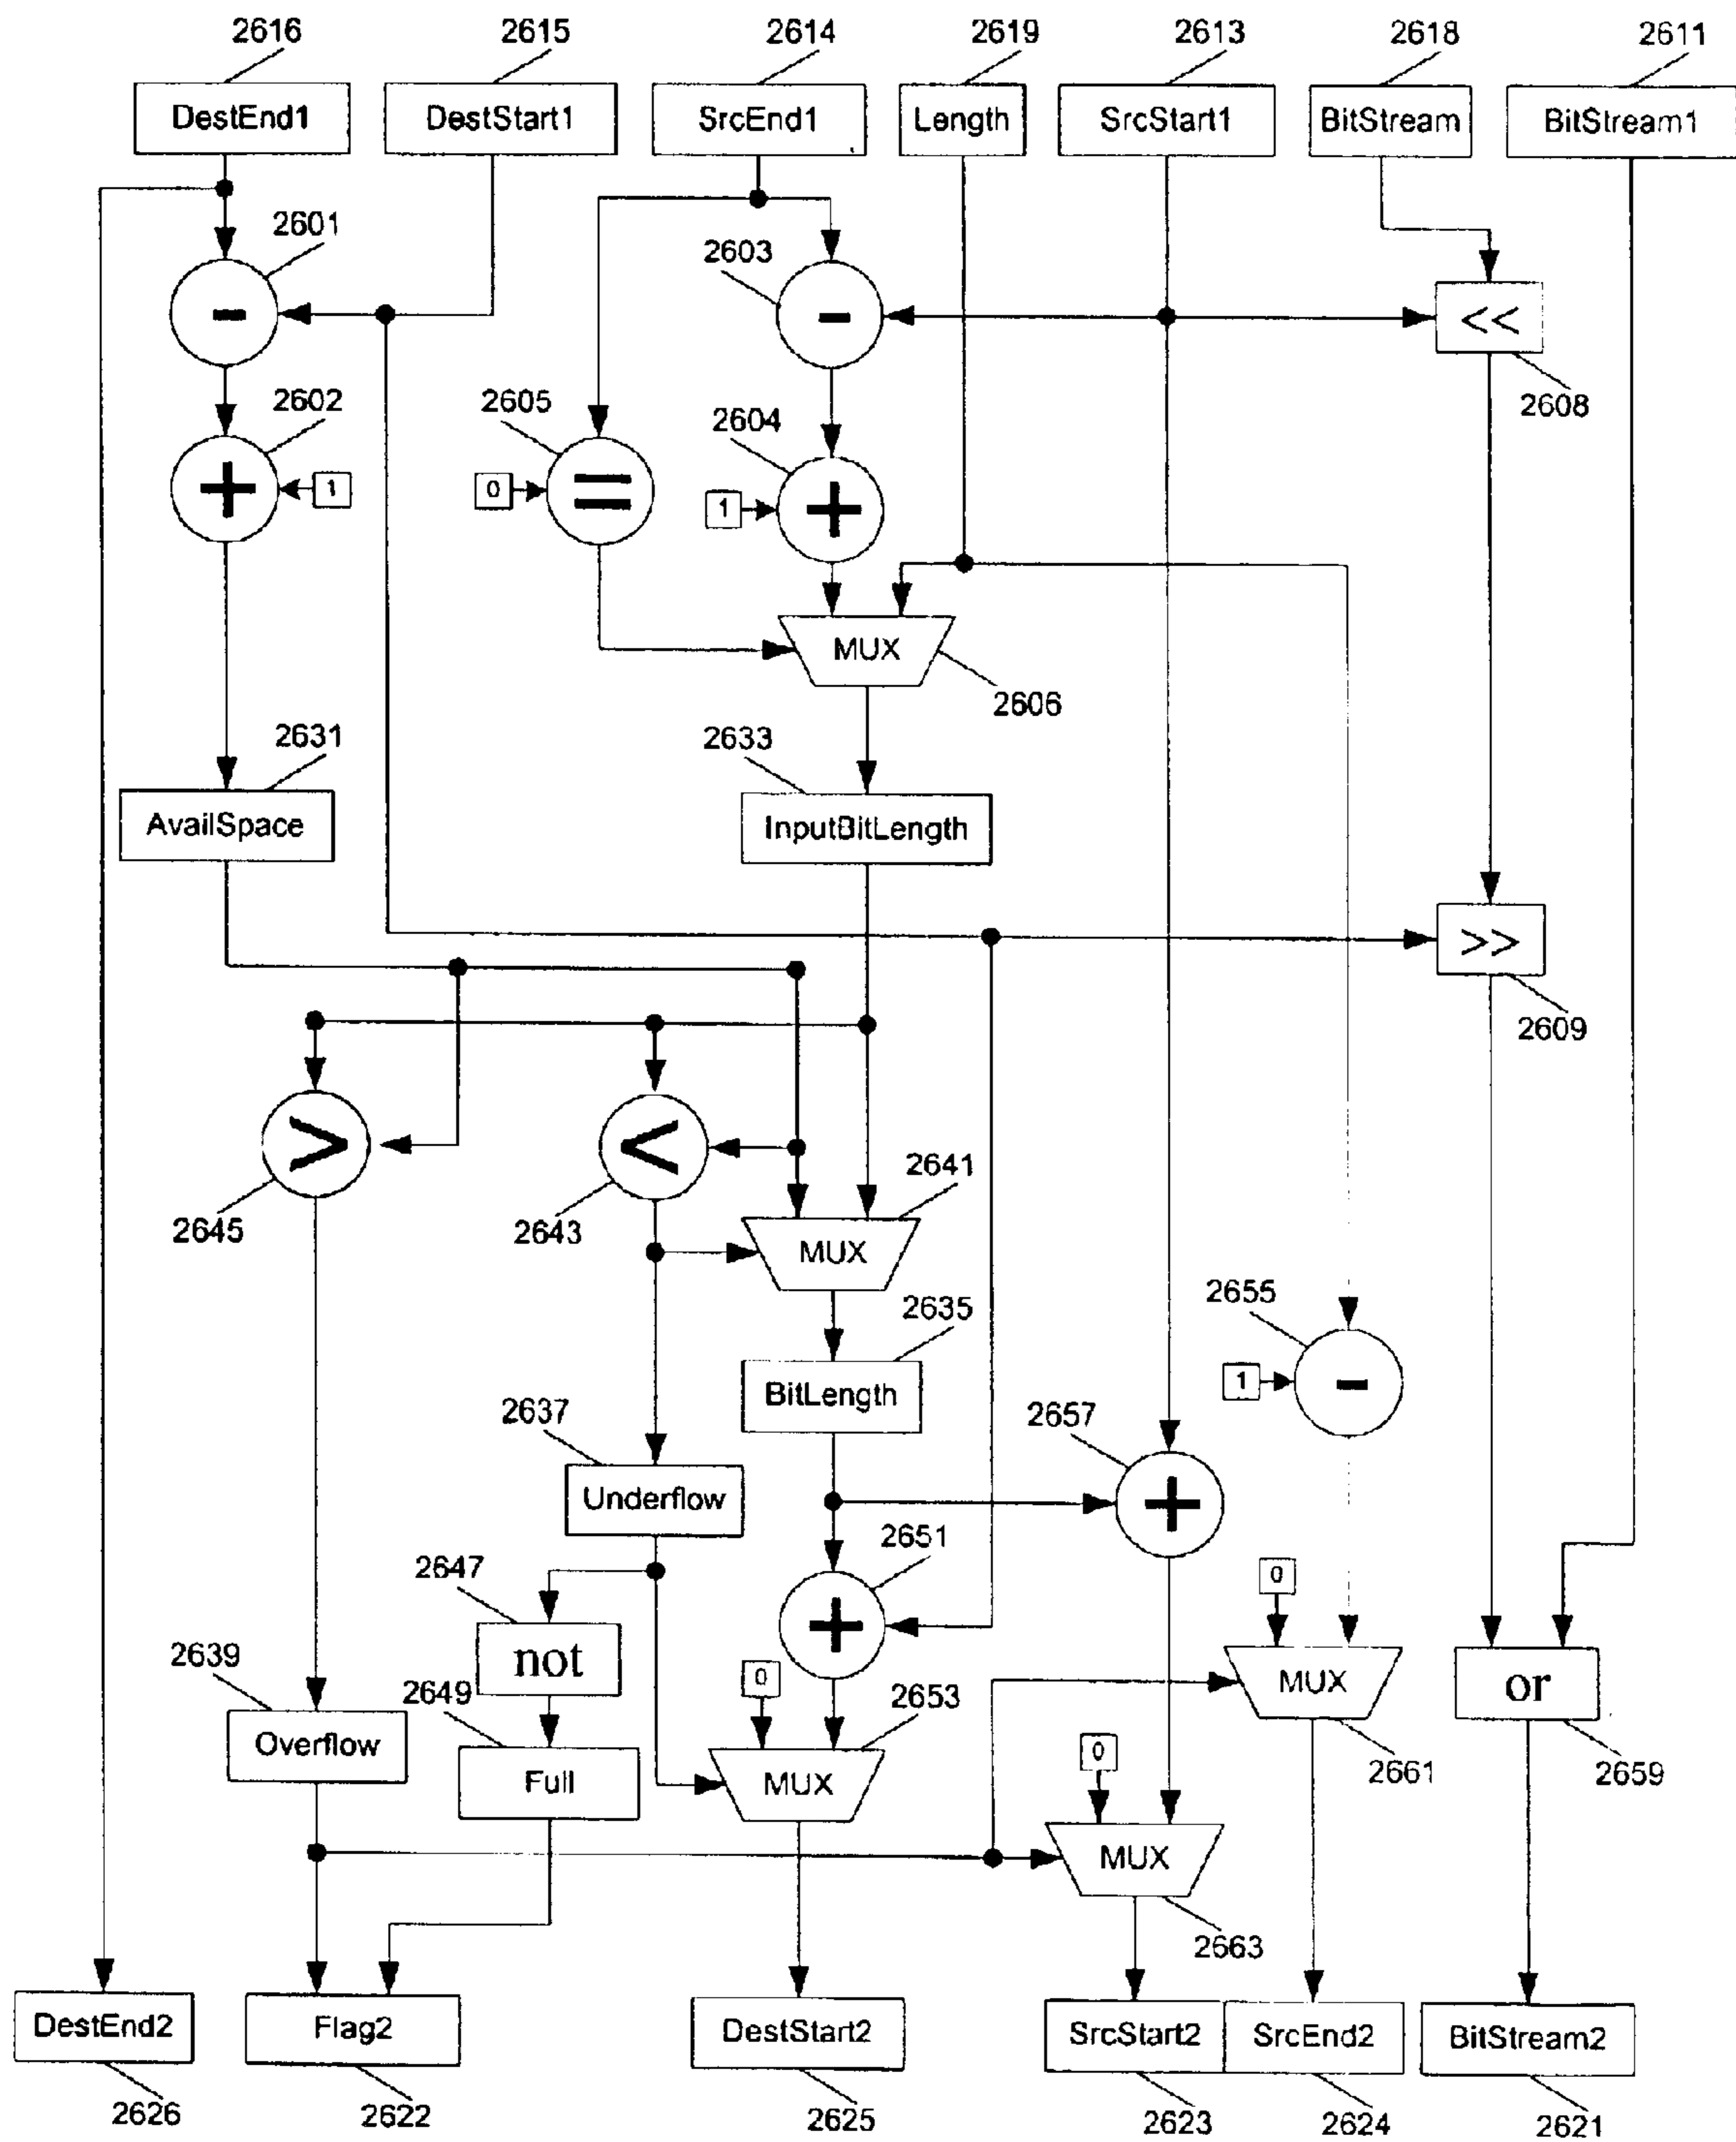 2616 2615 2614 2619 2613 2618 2611
DestEnd1 DestStart1 SrcEnd1 Length SrcStart1 BitStream BitStream1
2601 2603
- - <<
2602 2605 2604 2608
+ 1 0 = 1 +
MUX
2606
2631 2633
AvailSpace InputBitLength
>>
2609
> < 2641
2645 2643 MUX
2635 2655
BitLength 1 -
2637 2657
Underflow +
2647 2651 0
not +
2639 2649 0 2653 MUX or
Overflow Full MUX 0 2661 2659
MUX
2663
DestEnd2 Flag2 DestStart2 SrcStart2 SrcEnd2 BitStream2
2626 2622 2625 2623 2624 2621